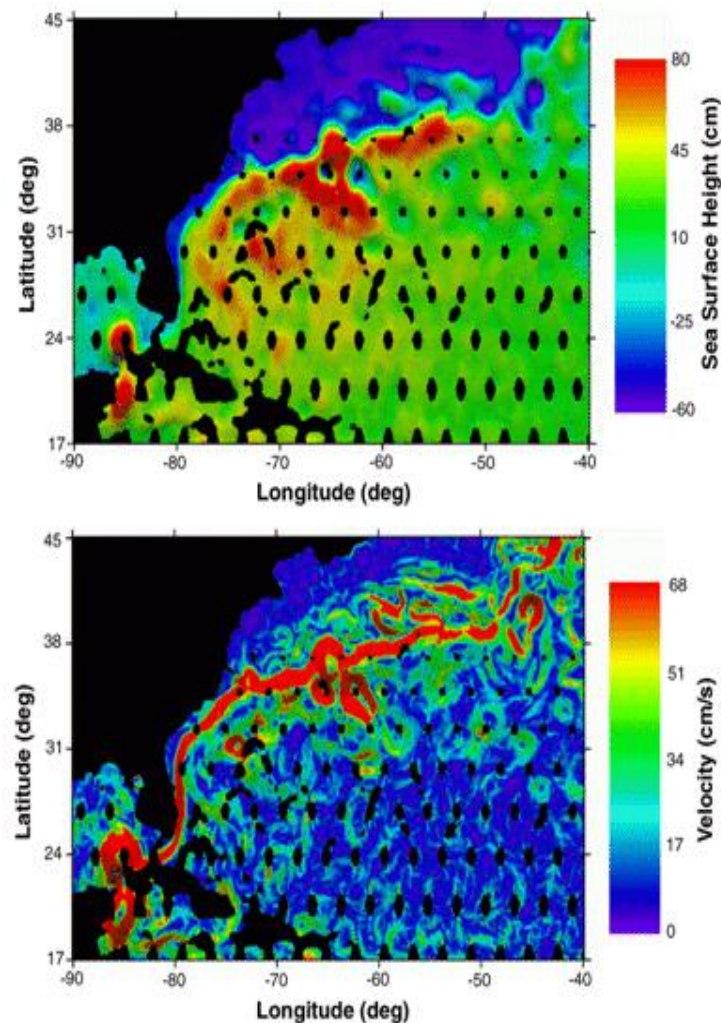 45
38
31
24
17
Latitude (deg)
-90 -80 -70 -60 -50 -40
Longitude (deg)
80
45
10
-25
-60
Sea Surface Height (cm)
45
38
31
24
17
Latitude (deg)
-90 -80 -70 -60 -50 -40
Longitude (deg)
68
51
34
17
0
Velocity (cm/s)